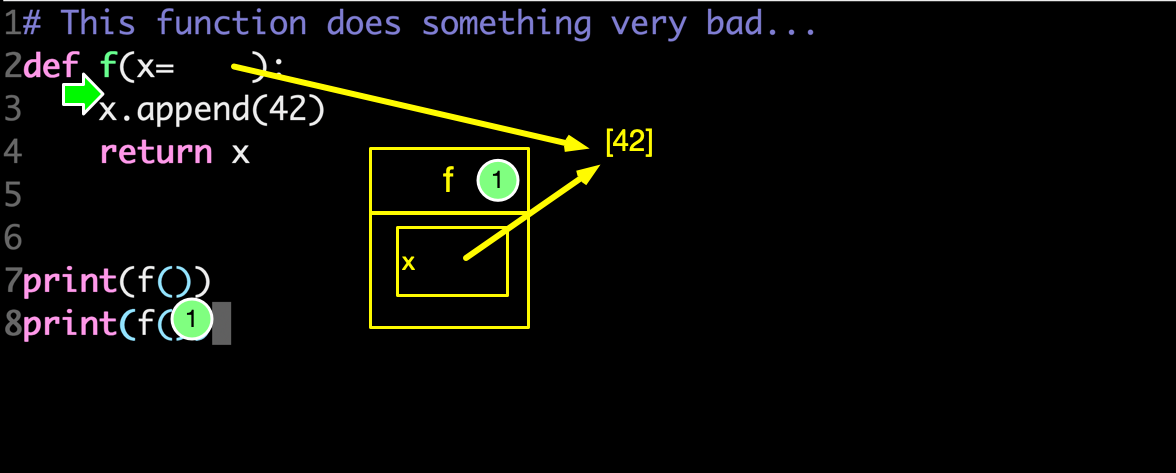 1# This function does something very bad...
2def f(x=   ):
3    x.append(42)
[42]
4    return x
f 1
5
6
x
7print(f())
8print(f(1